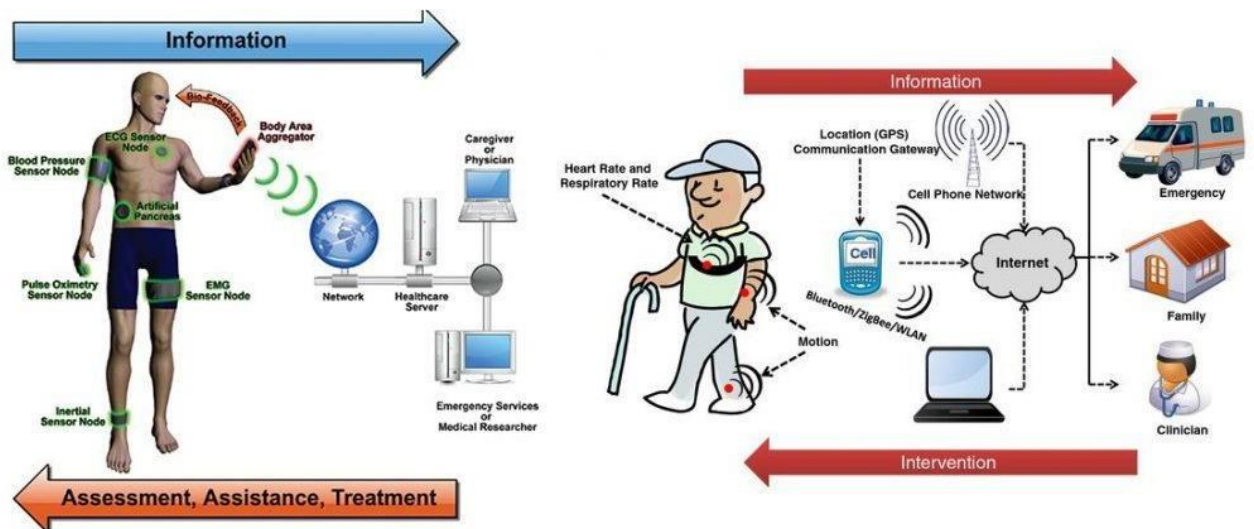 Information
Bio-Feedback
Body Area
Aggregator
ECG Sensor
Node
Blood Pressure
Sensor Node
Artificial
Pancreas
Pulse Oximetry
Sensor Node
EMG
Sensor Node
Inertial
Sensor Node
Caregiver
or
Physician
Network
Healthcare
Server
Emergency Services
or
Medical Researcher
Assessment, Assistance, Treatment
Information
Location (GPS)
Communication Gateway
Heart Rate and
Respiratory Rate
Cell Phone Network
Emergency
Cell
Internet
Bluetooth/ZigBee/WLAN
Family
Motion
Clinician
Intervention